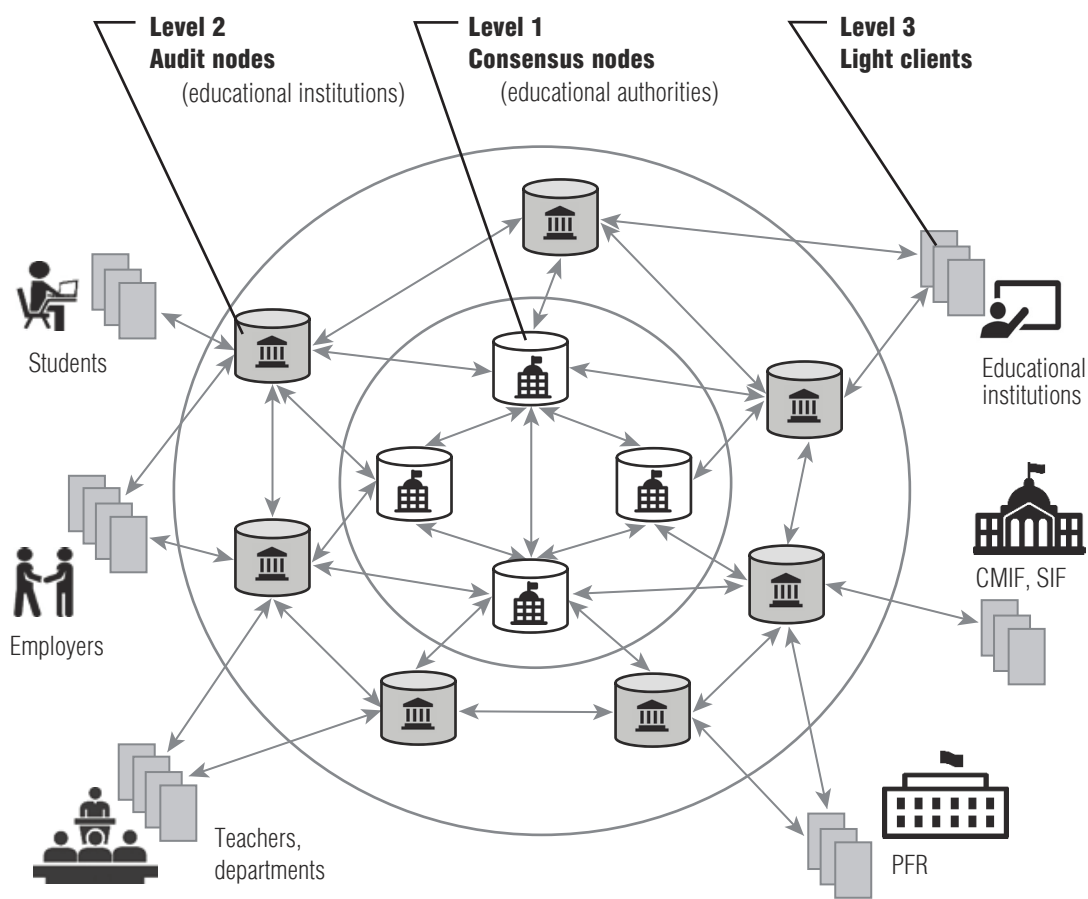 Level 2
Audit nodes
(educational institutions)
Level 1
Consensus nodes
(educational authorities)
Level 3
Light clients
Students
Educational
institutions
CMIF, SIF
Employers
Teachers,
departments
PFR